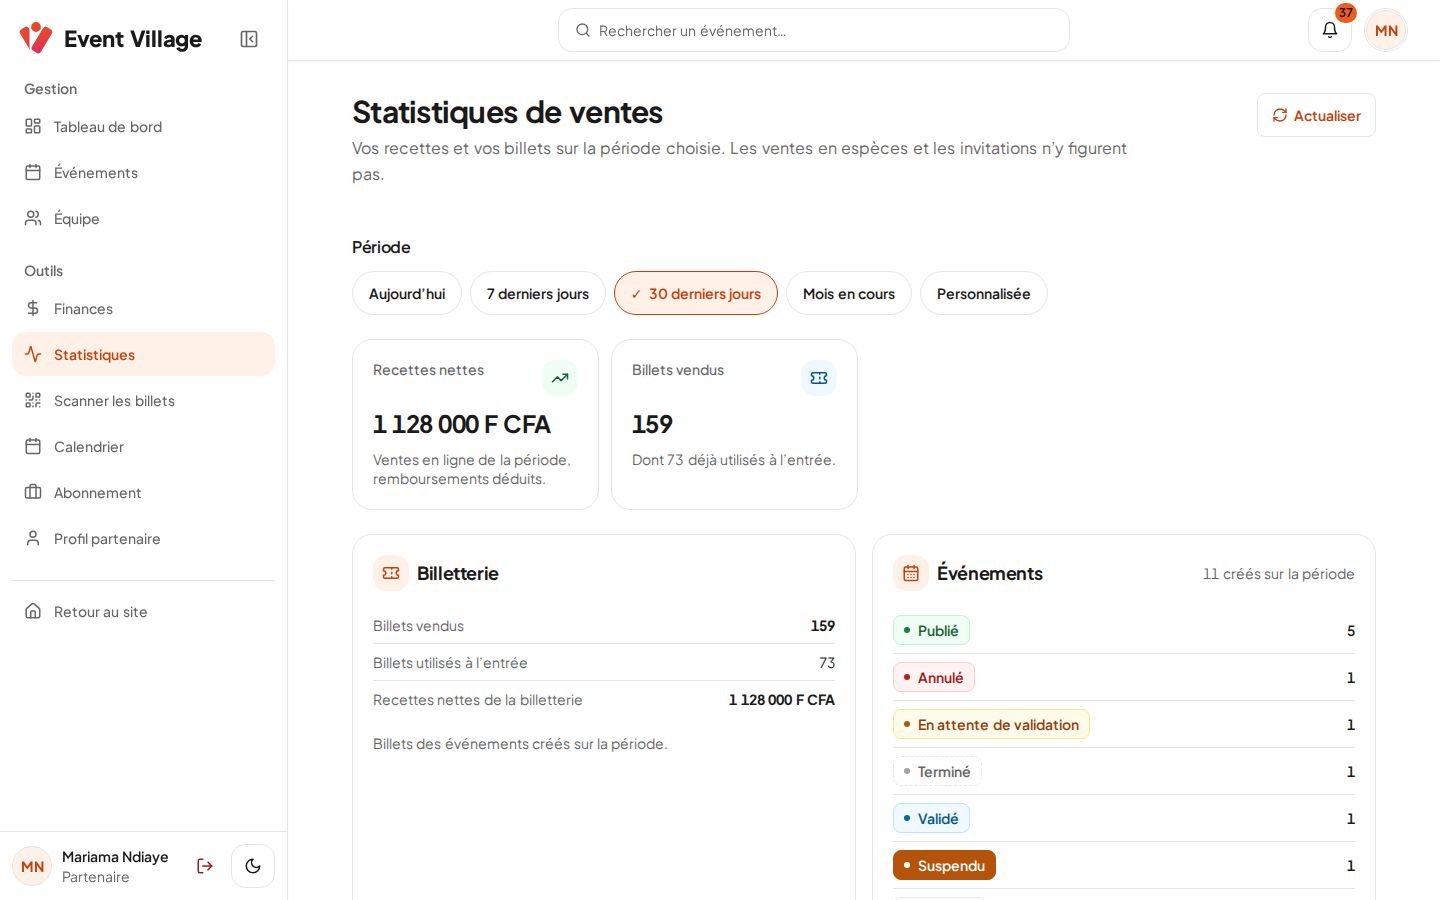 Event Village
Rechercher un événement...
37
MN
Gestion
Tableau de bord
Événements
Équipe
Outils
Finances
Statistiques
Scanner les billets
Calendrier
Abonnement
Profil partenaire
Retour au site
MN
Mariama Ndiaye
Partenaire
Statistiques de ventes
Actualiser
Vos recettes et vos billets sur la période choisie. Les ventes en espèces et les invitations n’y figurent
pas.
Période
Aujourd’hui
7 derniers jours
✓ 30 derniers jours
Mois en cours
Personnalisée
Recettes nettes
1 128 000 F CFA
Ventes en ligne de la période,
remboursements déduits.
Billets vendus
159
Dont 73 déjà utilisés à l’entrée.
Billetterie
Billets vendus 159
Billets utilisés à l’entrée 73
Recettes nettes de la billetterie 1 128 000 F CFA
Billets des événements créés sur la période.
Événements 11 créés sur la période
Publié 5
Annulé 1
En attente de validation 1
Terminé 1
Validé 1
Suspendu 1